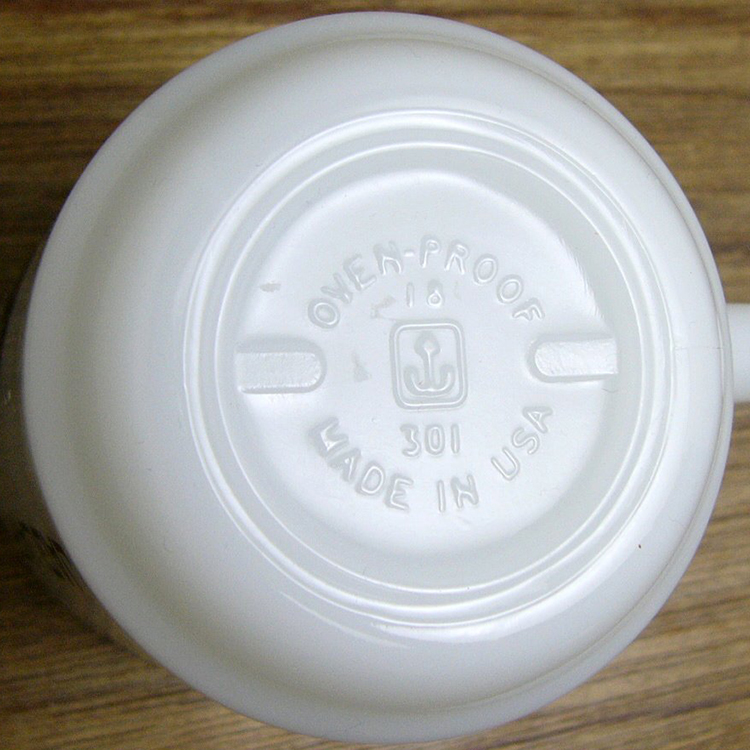 OVEN-PROOF
18
301
MADE IN USA